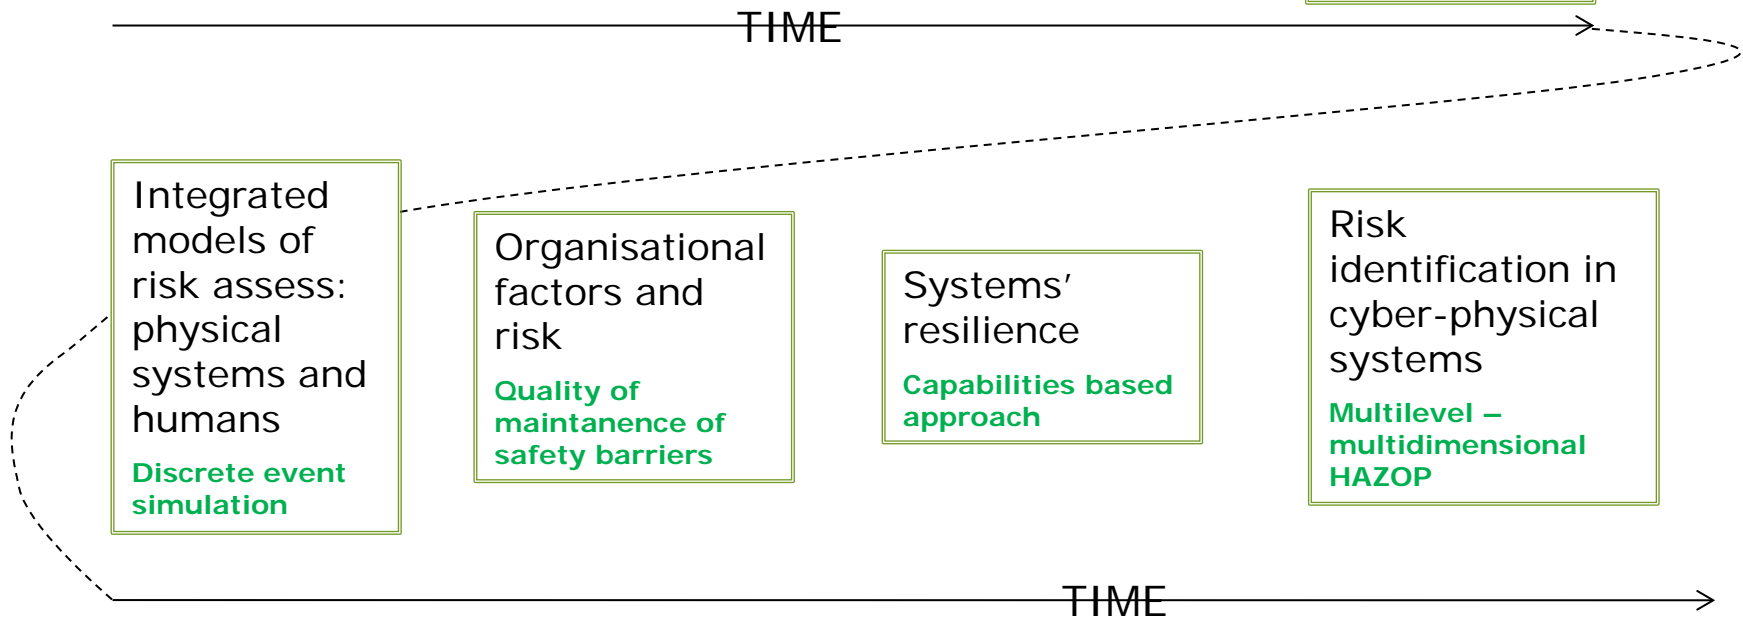 TIME
Integrated
models of
risk assess:
physical
systems and
humans
Discrete event
simulation
Organisational
factors and
risk
Quality of
maintanence of
safety barriers
Systems’
resilience
Capabilities based
approach
Risk
identification in
cyber-physical
systems
Multilevel –
multidimensional
HAZOP
TIME